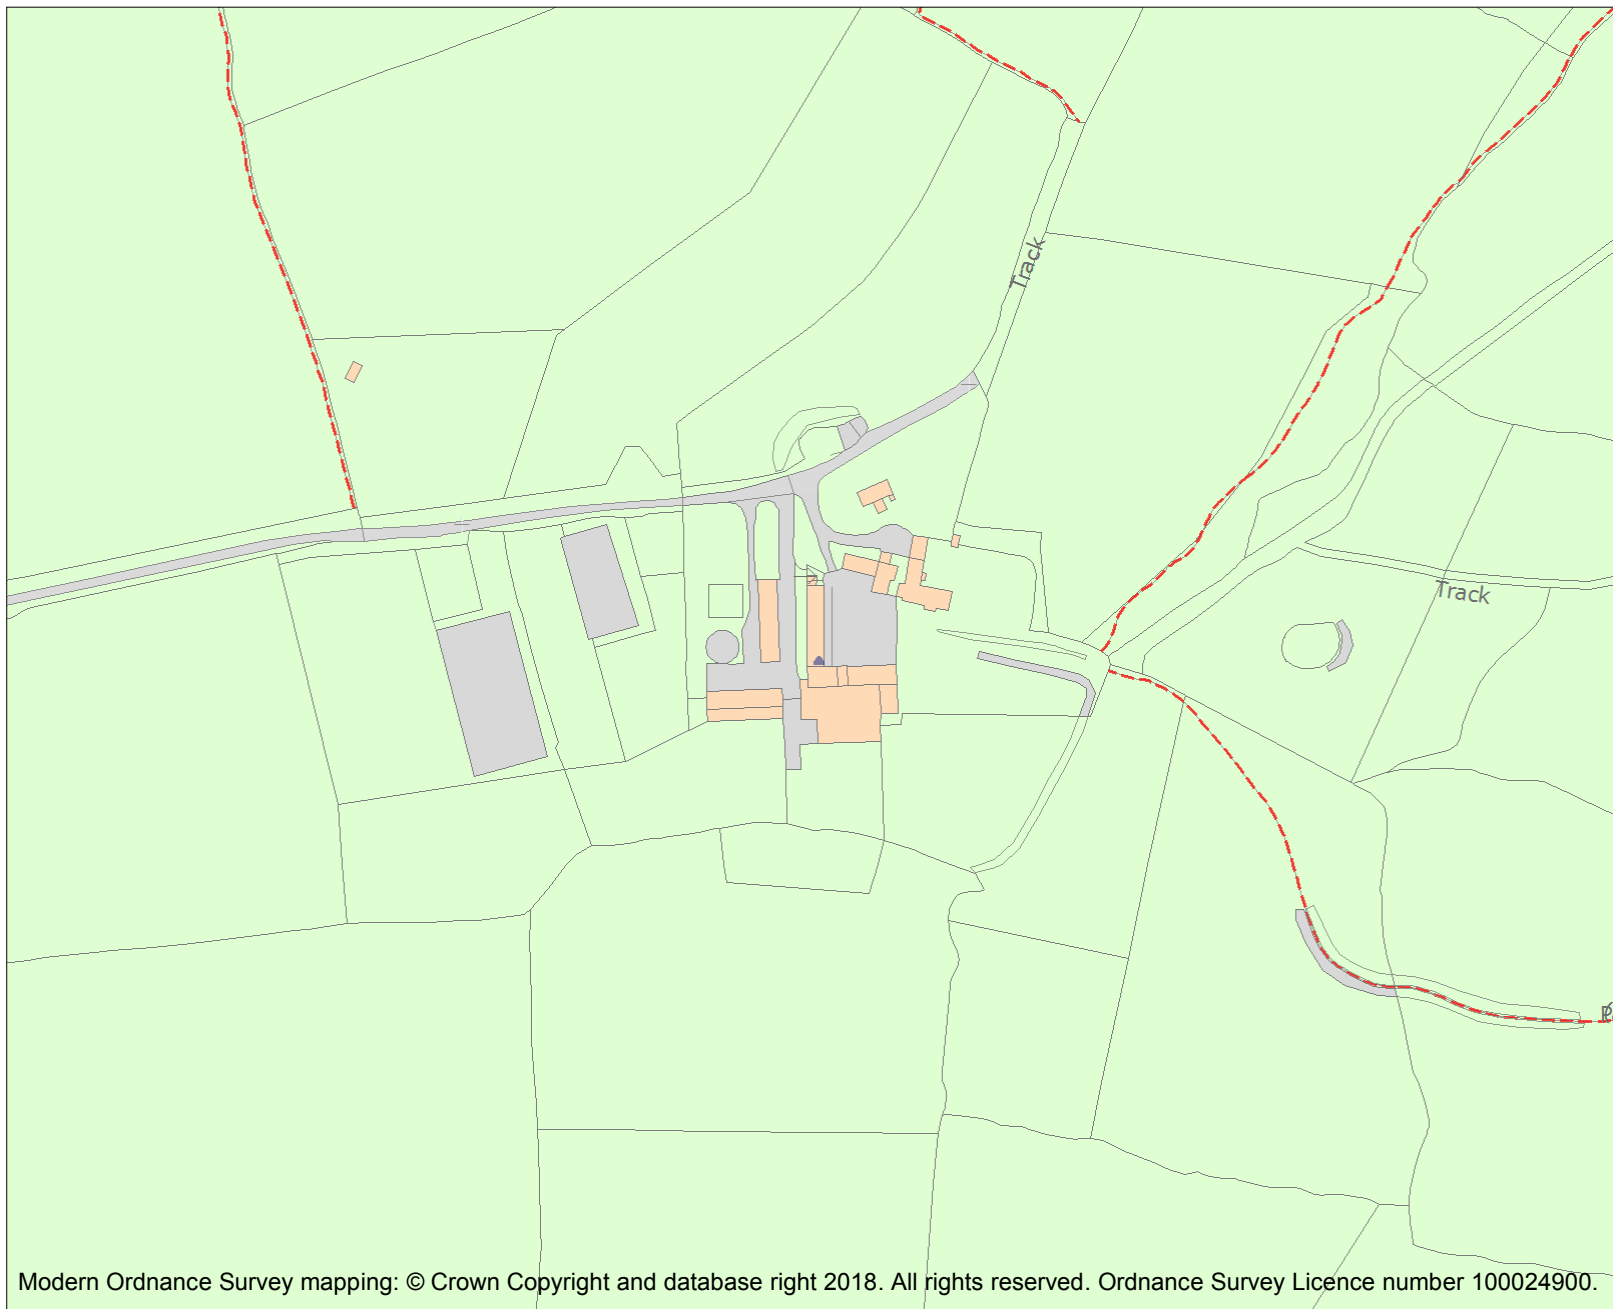 Track
Track
Modern Ordnance Survey mapping: © Crown Copyright and database right 2018. All rights reserved. Ordnance Survey Licence number 100024900.